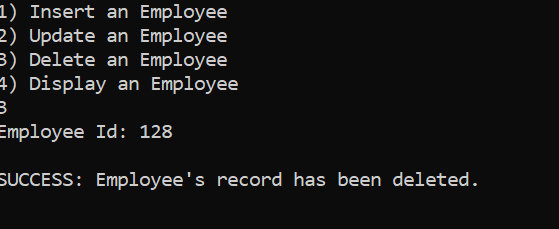 1) Insert an Employee
2) Update an Employee
3) Delete an Employee
4) Display an Employee
3
Employee Id: 128
SUCCESS: Employee's record has been deleted.